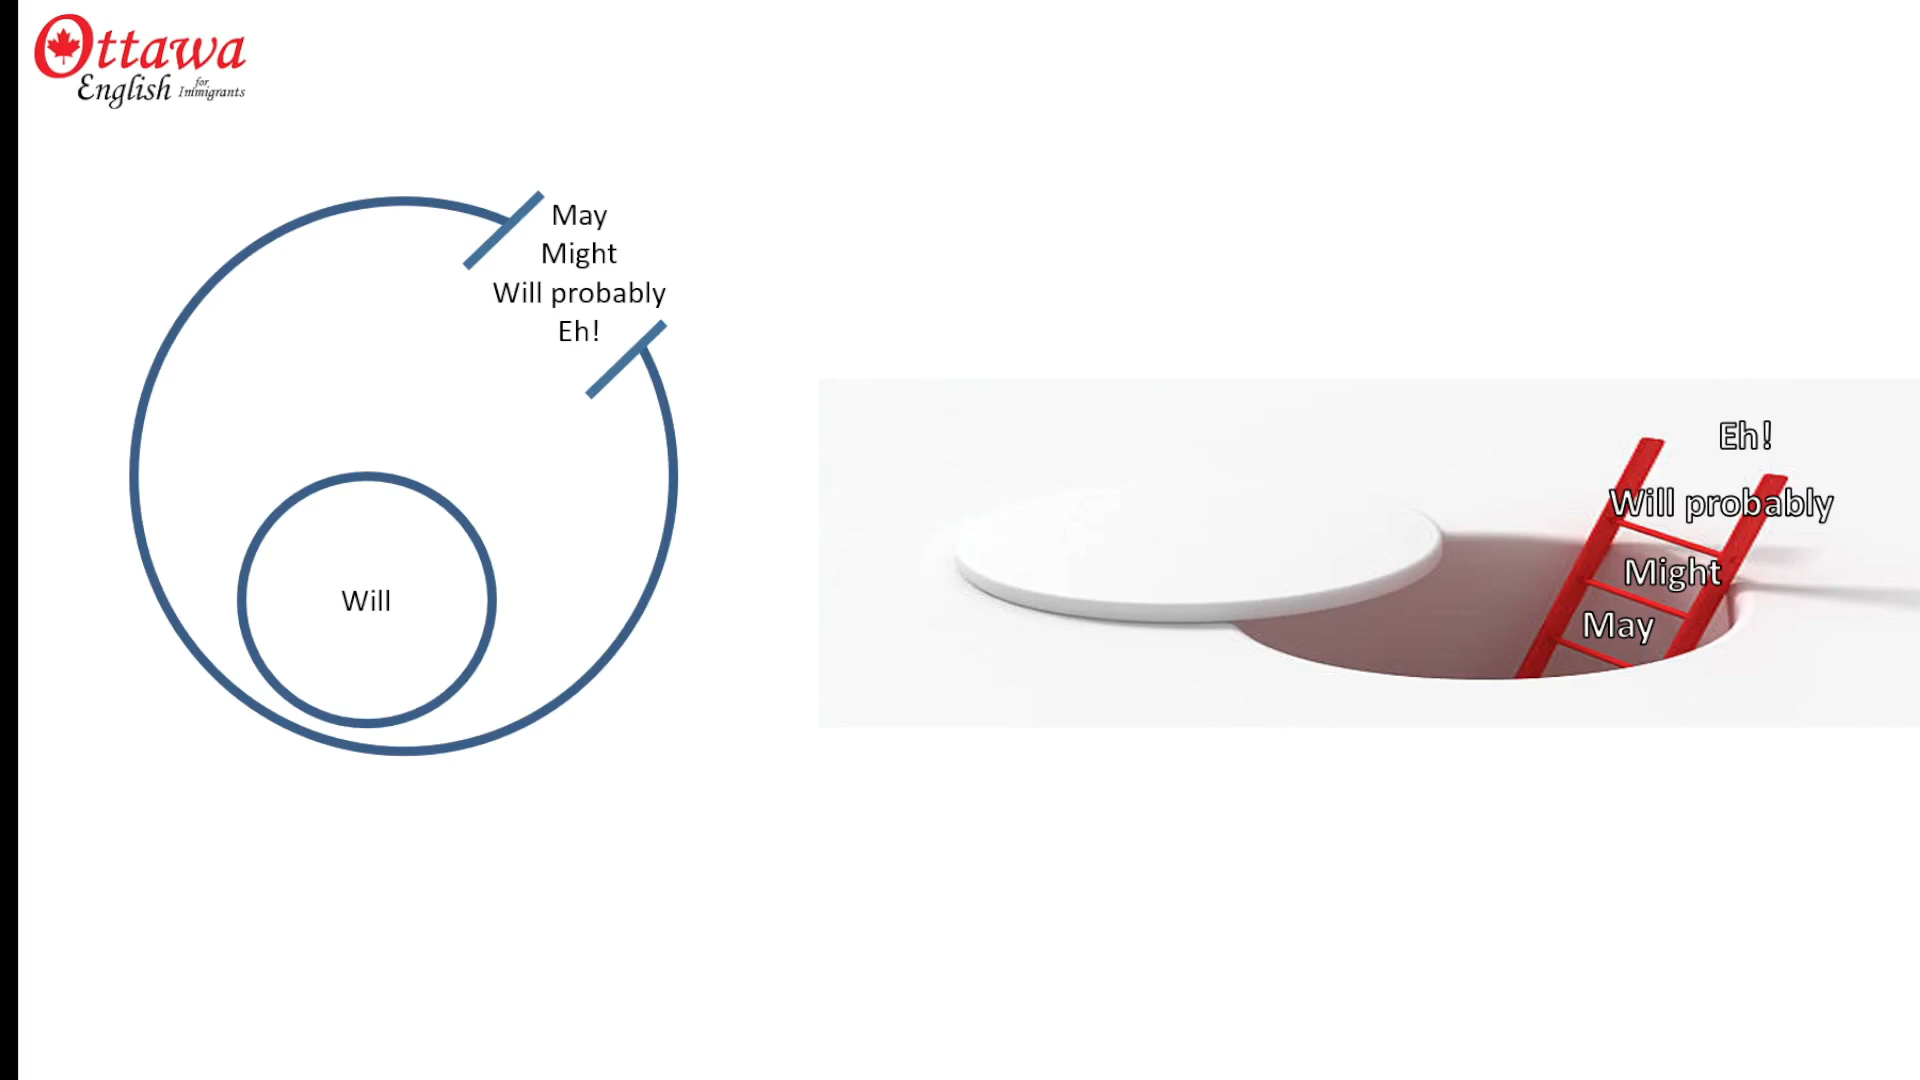 Ottawa
English for Immigrants
May
Might
Will probably
Eh!
Will
Eh!
Will probably
Might
May